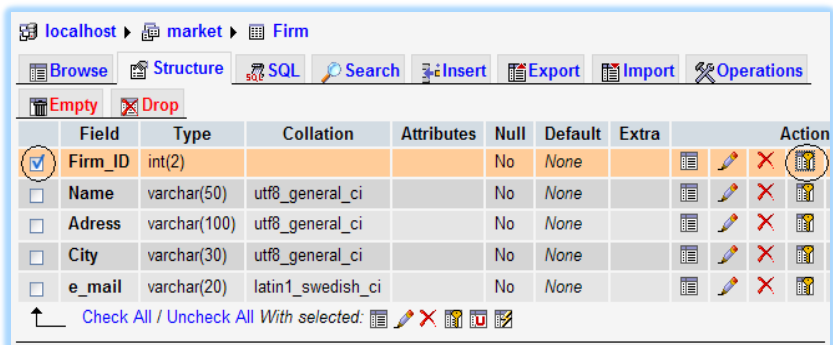 localhost ▸ market ▸ Firm
Browse Structure SQL Search Insert Export Import Operations
Empty Drop
Field Type Collation Attributes Null Default Extra Action
Firm_ID int(2) No None
Name varchar(50) utf8_general_ci No None
Adress varchar(100) utf8_general_ci No None
City varchar(30) utf8_general_ci No None
e_mail varchar(20) latin1_swedish_ci No None
Check All / Uncheck All With selected: